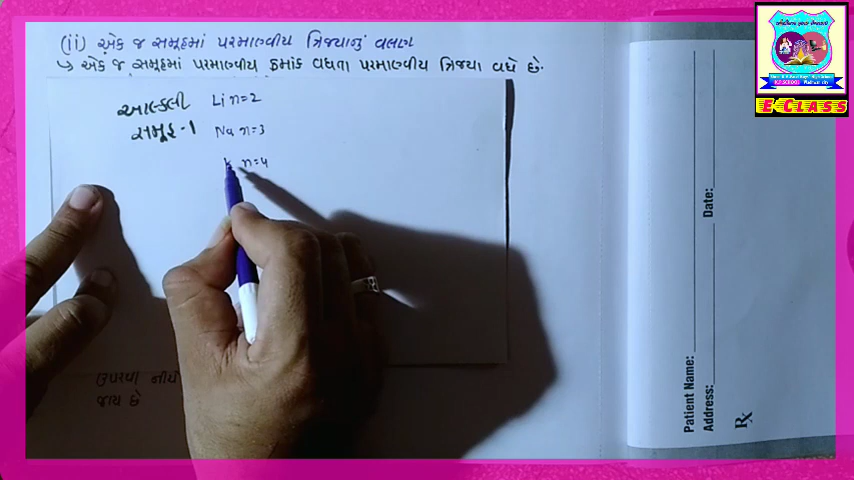 (ii) એક જ સમૂહમાં પરમાણ્વીય ત્રિજ્યાનું વલણ
↳ એક જ સમૂહમાં પરમાણ્વીય ક્રમાંક વધતા પરમાણ્વીય ત્રિજ્યા વધે છે.
આલ્કલી Li n=2
સમૂહ-1 Na n=3
n=4
ઉપરથી નીચે
જાય છે
Patient Name:
Address:
Date:
Rx
E CLASS